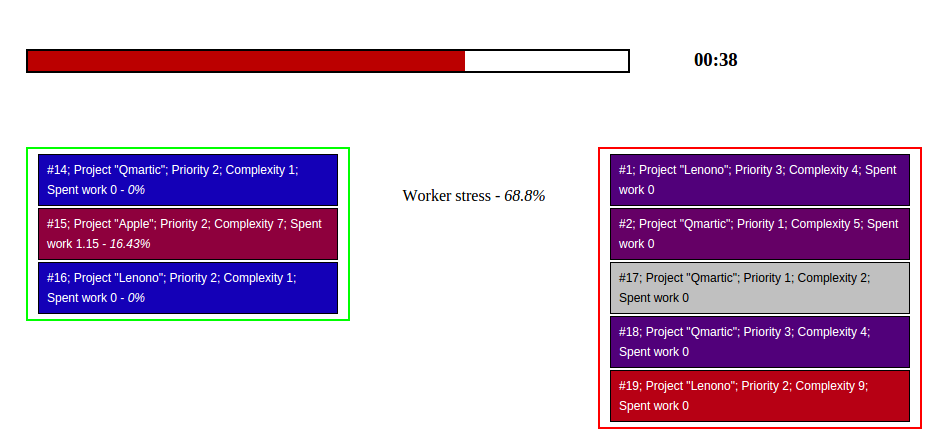 00:38
#14; Project "Qmartic"; Priority 2; Complexity 1;
Spent work 0 - 0%
#15; Project "Apple"; Priority 2; Complexity 7; Spent
work 1.15 - 16.43%
#16; Project "Lenono"; Priority 2; Complexity 1;
Spent work 0 - 0%
Worker stress - 68.8%
#1; Project "Lenono"; Priority 3; Complexity 4; Spent
work 0
#2; Project "Qmartic"; Priority 1; Complexity 5; Spent
work 0
#17; Project "Qmartic"; Priority 1; Complexity 2;
Spent work 0
#18; Project "Qmartic"; Priority 3; Complexity 4;
Spent work 0
#19; Project "Lenono"; Priority 2; Complexity 9;
Spent work 0